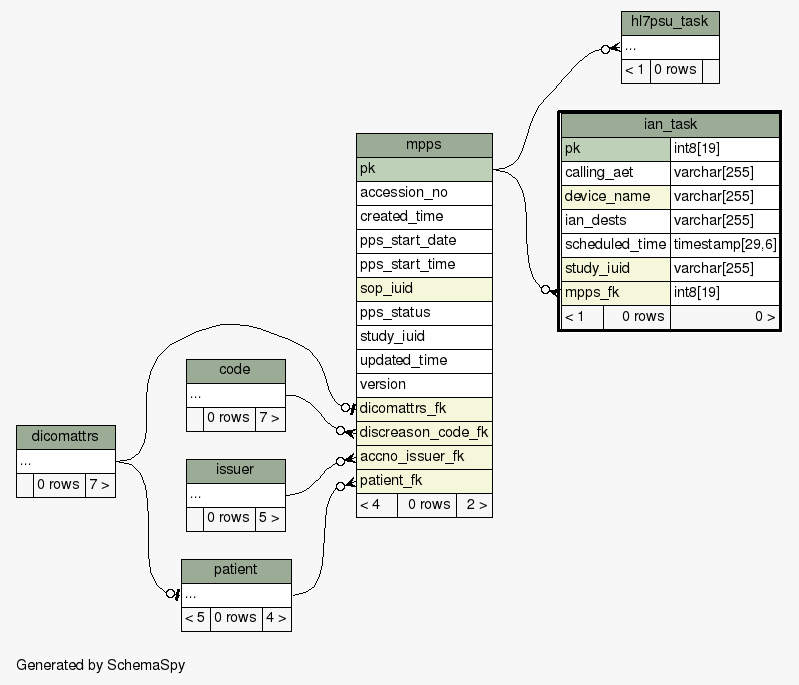 hl7psu_task
...
< 1 0 rows
ian_task
pk int8[19]
calling_aet varchar[255]
device_name varchar[255]
ian_dests varchar[255]
scheduled_time timestamp[29,6]
study_iuid varchar[255]
mpps_fk int8[19]
< 1 0 rows 0 >
mpps
pk
accession_no
created_time
pps_start_date
pps_start_time
sop_iuid
pps_status
study_iuid
updated_time
version
dicomattrs_fk
discreason_code_fk
accno_issuer_fk
patient_fk
< 4 0 rows 2 >
code
...
0 rows 7 >
dicomattrs
...
0 rows 7 >
issuer
...
0 rows 5 >
patient
...
< 5 0 rows 4 >
Generated by SchemaSpy